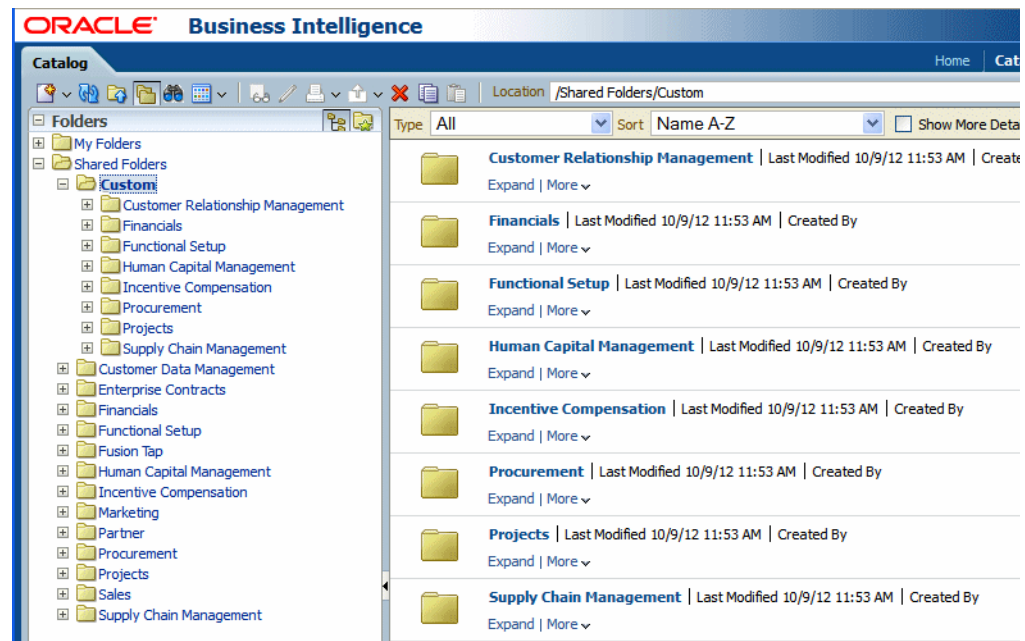 ORACLE Business Intelligence
Catalog
Home Cat
Location /Shared Folders/Custom
Folders
Type All Sort Name A-Z Show More Deta
My Folders
Shared Folders
Custom
Customer Relationship Management
Financials
Functional Setup
Human Capital Management
Incentive Compensation
Procurement
Projects
Supply Chain Management
Customer Data Management
Enterprise Contracts
Financials
Functional Setup
Fusion Tap
Human Capital Management
Incentive Compensation
Marketing
Partner
Procurement
Projects
Sales
Supply Chain Management
Customer Relationship Management | Last Modified 10/9/12 11:53 AM | Create
Expand | More
Financials | Last Modified 10/9/12 11:53 AM | Created By
Expand | More
Functional Setup | Last Modified 10/9/12 11:53 AM | Created By
Expand | More
Human Capital Management | Last Modified 10/9/12 11:53 AM | Created By
Expand | More
Incentive Compensation | Last Modified 10/9/12 11:53 AM | Created By
Expand | More
Procurement | Last Modified 10/9/12 11:53 AM | Created By
Expand | More
Projects | Last Modified 10/9/12 11:53 AM | Created By
Expand | More
Supply Chain Management | Last Modified 10/9/12 11:53 AM | Created By
Expand | More